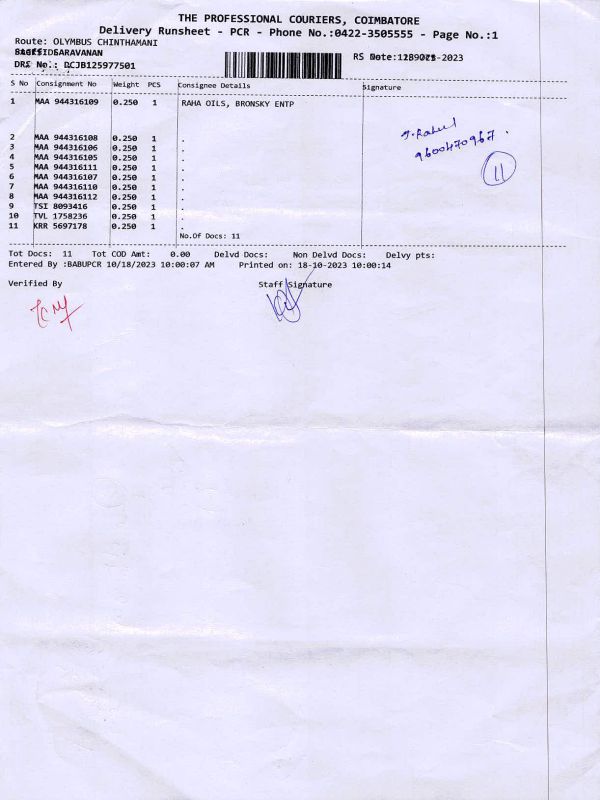 THE PROFESSIONAL COURIERS, COIMBATORE
Delivery Runsheet - PCR - Phone No.:0422-3505555 - Page No.:1
Route: OLYMBUS CHINTHAMANI
SARAVANAN
DRS No.: DCJB125977501
S No Consignment No Weight PCS Consignee Details Signature
1 MAA 944316109 0.250 1 RAHA OILS, BRONSKY ENTP
2 MAA 944316108 0.250 1 .
3 MAA 944316106 0.250 1 .
4 MAA 944316105 0.250 1 .
5 MAA 944316111 0.250 1 .
6 MAA 944316107 0.250 1 .
7 MAA 944316110 0.250 1 .
8 MAA 944316112 0.250 1 .
9 TSI 8093416 0.250 1 .
10 TVL 1758236 0.250 1 .
11 KRR 5697178 0.250 1 .
J. Rahul
9600470967.
11
No.Of Docs: 11
Tot Docs: 11 Tot COD Amt: 0.00 Delvd Docs: Non Delvd Docs: Delvy pts:
Entered By :BABUPCR 10/18/2023 10:00:07 AM Printed on: 18-10-2023 10:00:14
Verified By Staff Signature